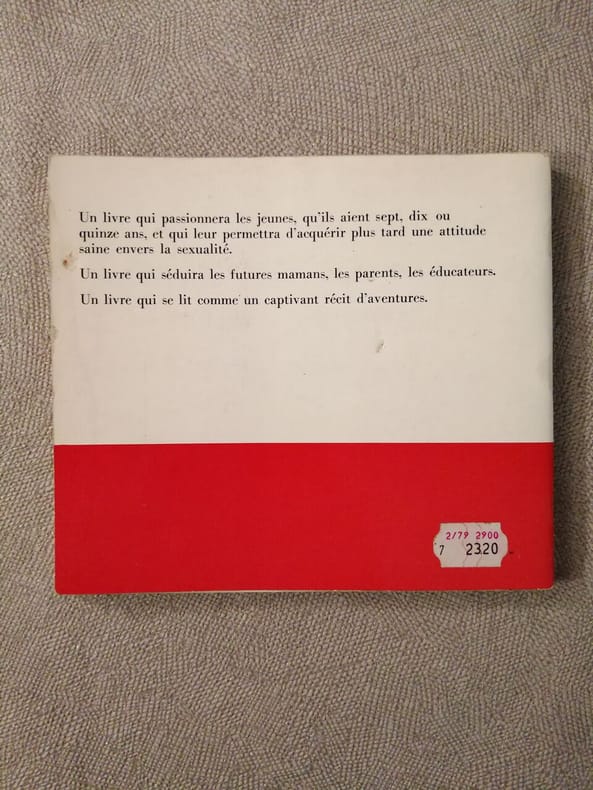 Un livre qui passionnera les jeunes, qu'ils aient sept, dix ou
quinze ans, et qui leur permettra d'acquérir plus tard une attitude
saine envers la sexualité.
Un livre qui séduira les futures mamans, les parents, les éducateurs.
Un livre qui se lit comme un captivant récit d'aventures.
2/79 2900
7 2320